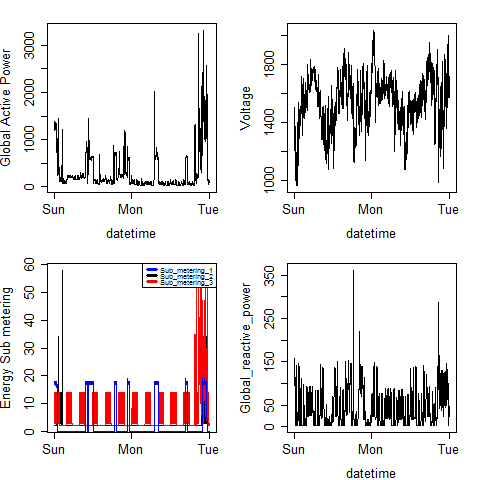 Global Active Power
0 1000 2000 3000
Sun Mon Tue
datetime
Voltage
1000 1400 1800
Sun Mon Tue
datetime
Energy Sub metering
0 10 20 30 40 50 60
Sub_metering_1
Sub_metering_2
Sub_metering_3
Sun Mon Tue
Global_reactive_power
0 50 150 250 350
Sun Mon Tue
datetime